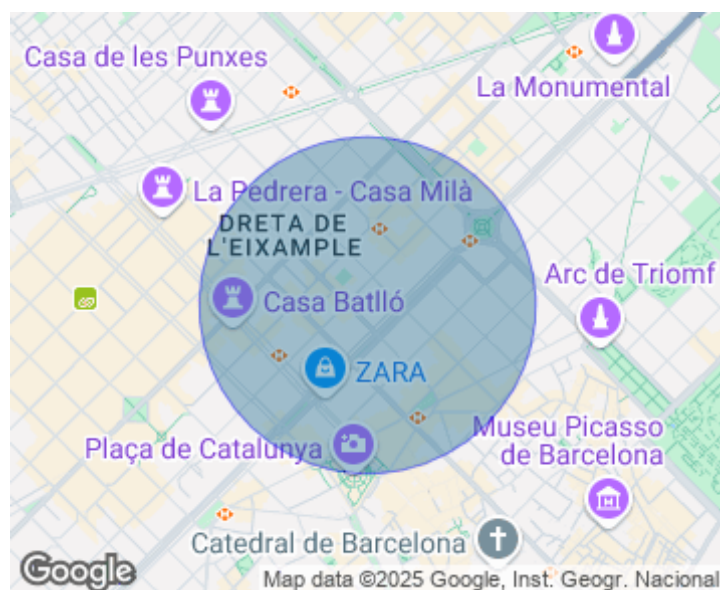 Casa de les Punxes
La Monumental
La Pedrera - Casa Milà
DRETA DE
L'EIXAMPLE
Arc de Triomf
Casa Batlló
ZARA
Plaça de Catalunya
Museu Picasso
de Barcelona
Catedral de Barcelona
Google
Map data ©2025 Google, Inst. Geogr. Nacional